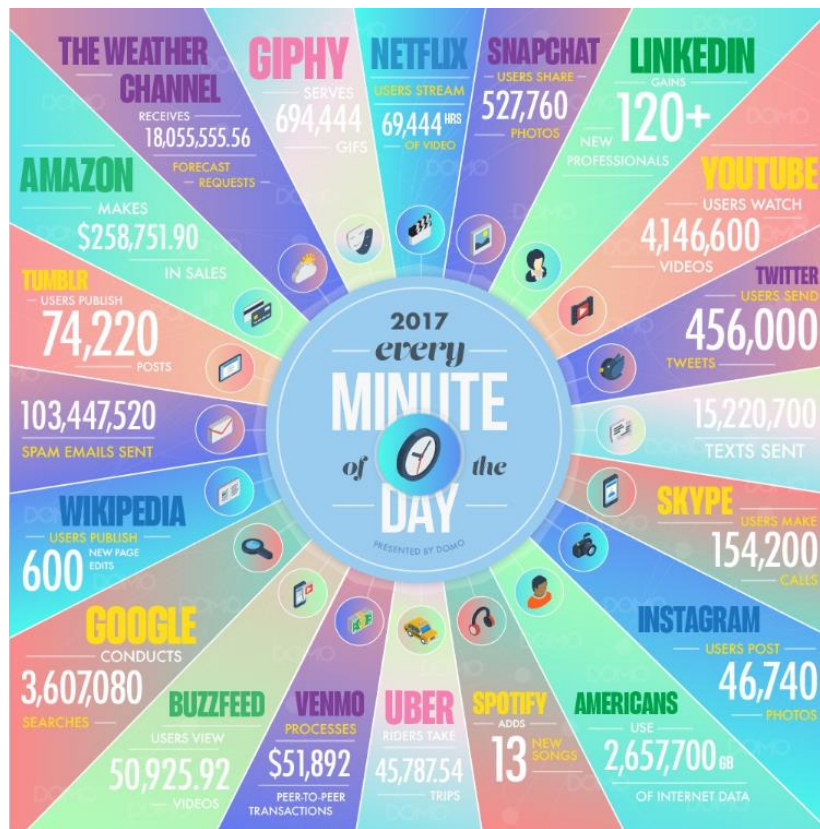 THE WEATHER
CHANNEL
RECEIVES
18,055,555.56
FORECAST
REQUESTS
GIPHY
SERVES
694,444
GIFS
NETFLIX
USERS STREAM
69,444 HRS
OF VIDEO
SNAPCHAT
USERS SHARE
527,760
PHOTOS
LINKEDIN
GAINS
120+
NEW
PROFESSIONALS
YOUTUBE
USERS WATCH
4,146,600
VIDEOS
TWITTER
USERS SEND
456,000
TWEETS
15,220,700
TEXTS SENT
SKYPE
USERS MAKE
154,200
CALLS
INSTAGRAM
USERS POST
46,740
PHOTOS
AMERICANS
USE
2,657,700 GB
OF INTERNET DATA
SPOTIFY
ADDS
13 NEW
SONGS
UBER
RIDERS TAKE
45,787.54
TRIPS
VENMO
PROCESSES
$51,892
PEER-TO-PEER
TRANSACTIONS
BUZZFEED
USERS VIEW
50,925.92
VIDEOS
GOOGLE
CONDUCTS
3,607,080
SEARCHES
WIKIPEDIA
USERS PUBLISH
600 NEW PAGE
EDITS
103,447,520
SPAM EMAILS SENT
TUMBLR
USERS PUBLISH
74,220
POSTS
AMAZON
MAKES
$258,751.90
IN SALES
2017
every
MINUTE
of the
DAY
PRESENTED BY DOMO
DOMO